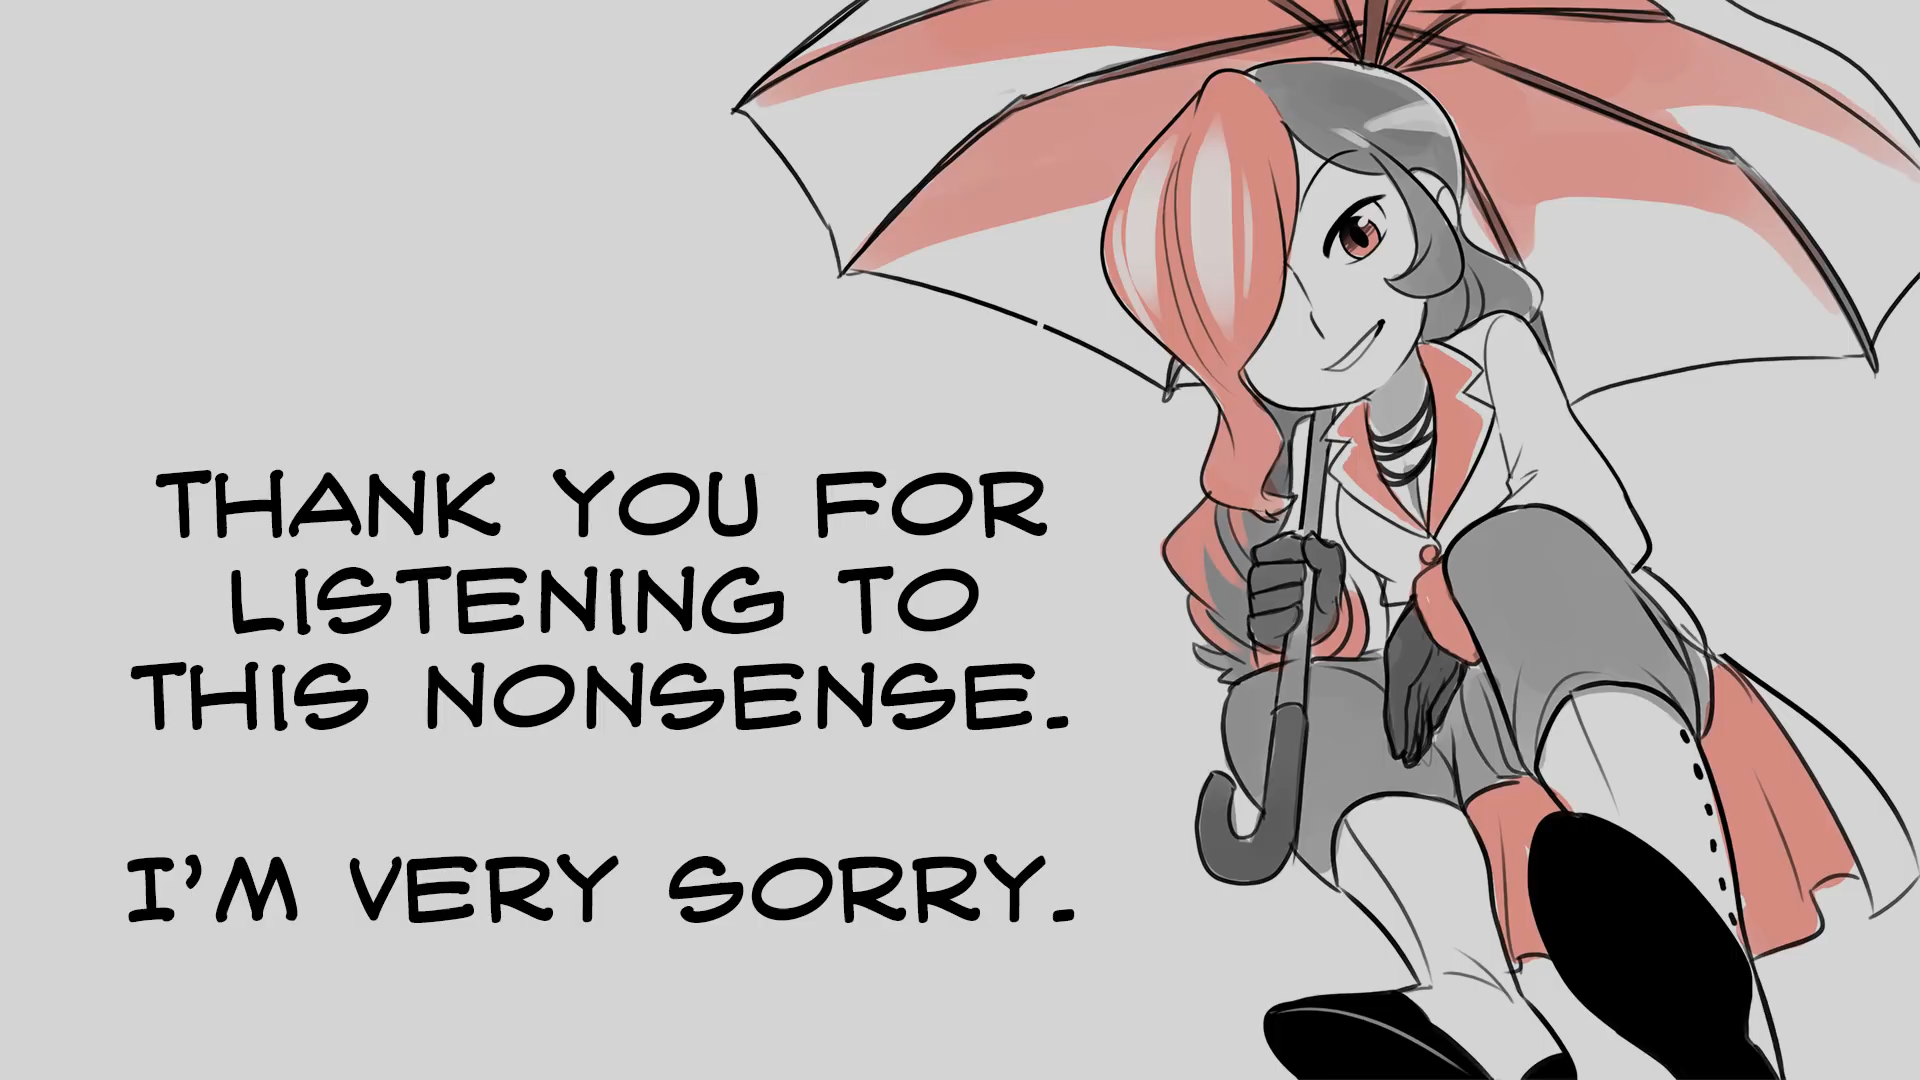 THANK YOU FOR
LISTENING TO
THIS NONSENSE.
I'M VERY SORRY.